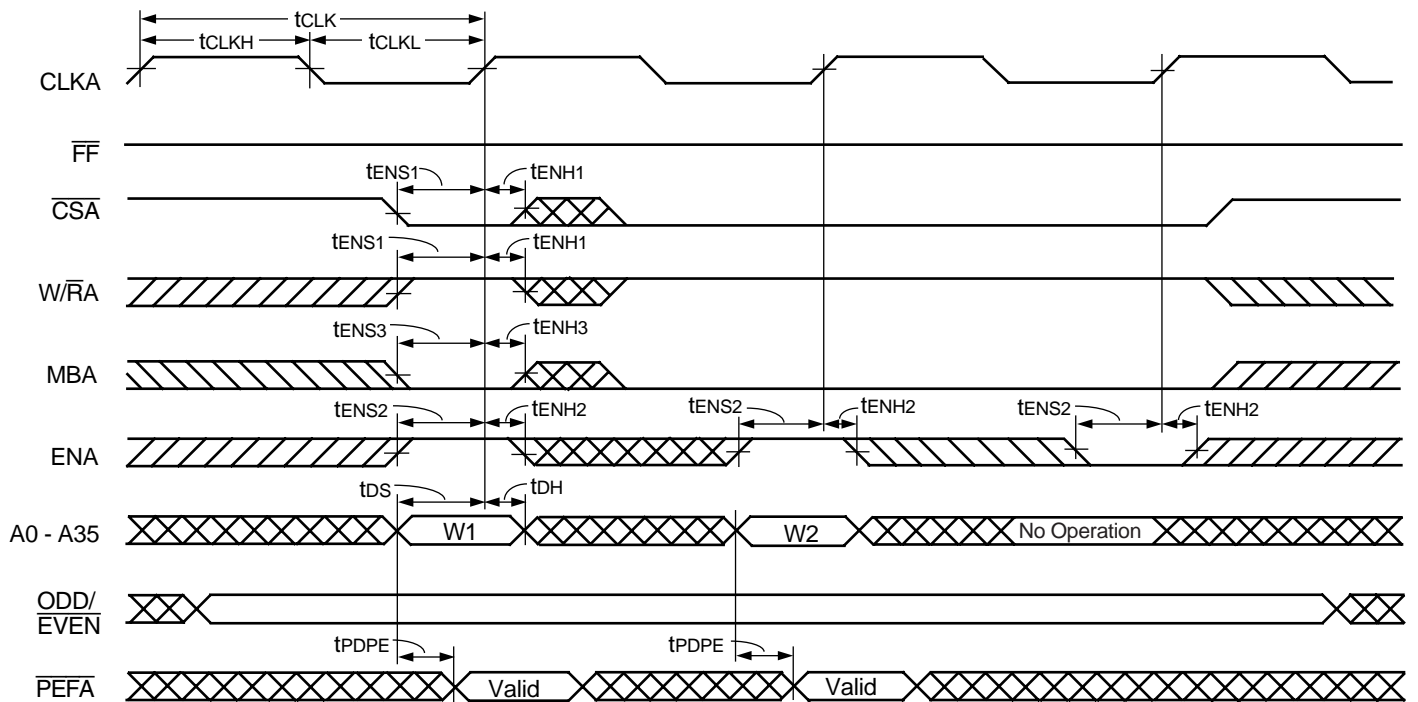 tCLK
tCLKH tCLKL
CLKA
FF
tENS1 tENH1
CSA
tENS1 tENH1
W/RA
tENS3 tENH3
MBA
tENS2 tENH2 tENS2 tENH2 tENS2 tENH2
ENA
tDS tDH
A0 - A35 W1 W2 No Operation
ODD/
EVEN
tPDPE tPDPE
PEFA Valid Valid